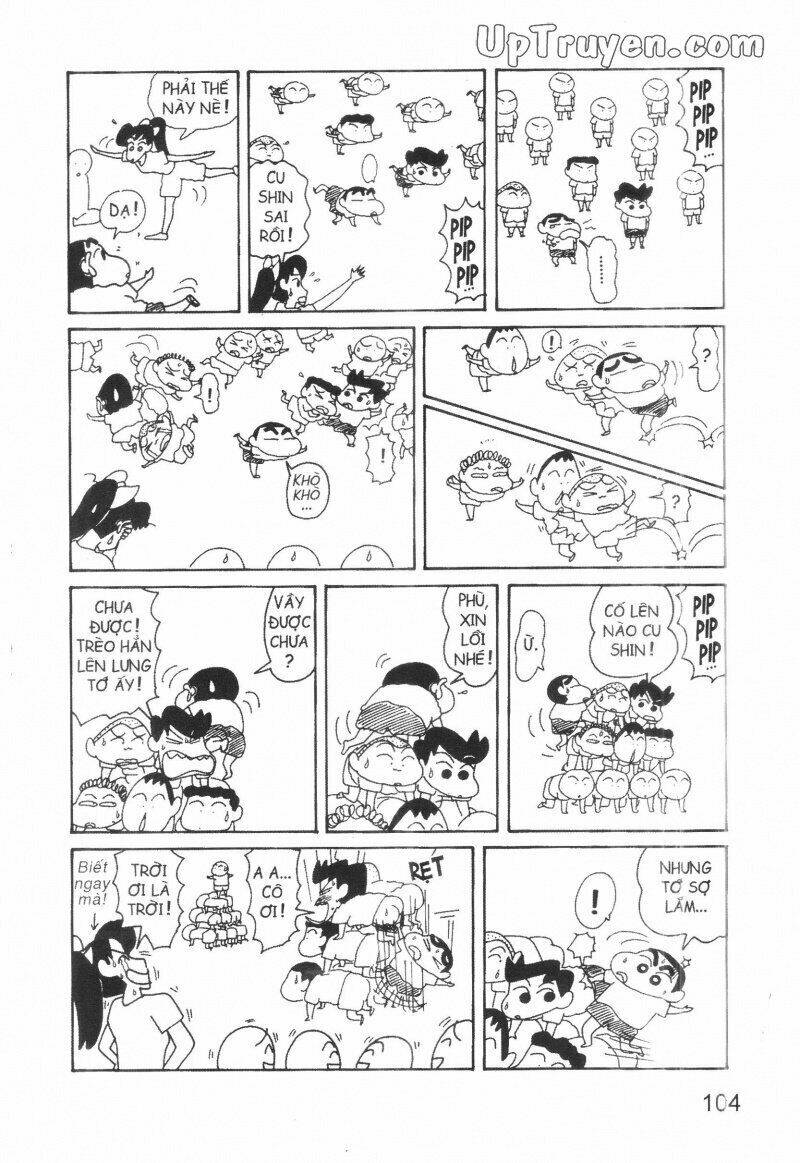 UpTruyen.com
PHẢI THẾ
NÀY NÈ!
DẠ!
CU
SHIN
SAI
RỒI!
PIP
PIP
PIP...
PIP
PIP
PIP
...
.......
!
!
KHÒ
KHÒ
...
!
?
?
CHƯA
ĐƯỢC!
TRÈO HẲN
LÊN LƯNG
TỚ ẤY!
VẦY
ĐƯỢC
CHƯA
?
PHÙ,
XIN
LỖI
NHÉ!
Ừ.
CỐ LÊN
NÀO CU
SHIN!
PIP
PIP
PIP
...
Biết
ngay
mà!
TRỜI
ƠI LÀ
TRỜI!
A A...
CÔ
ƠI!
RẸT
!
NHƯNG
TỚ SỢ
LẮM...
104